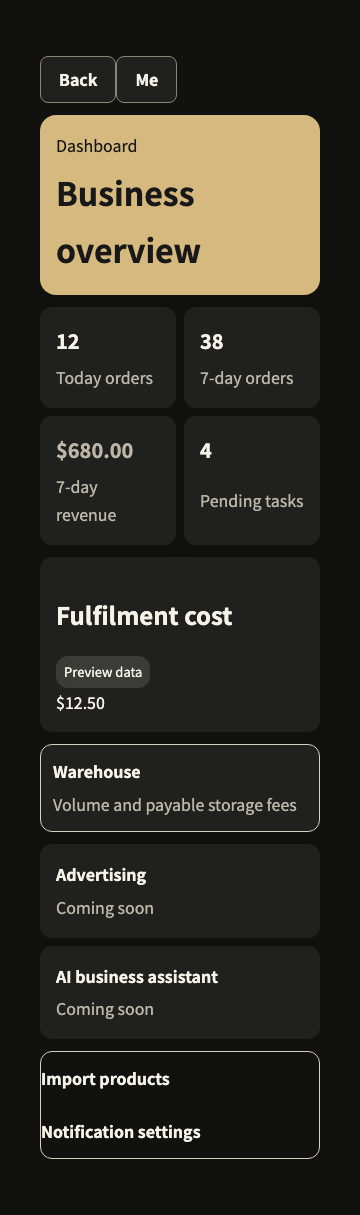 Back
Me
Dashboard
Business
overview
12
Today orders
38
7-day orders
$680.00
7-day
revenue
4
Pending tasks
Fulfilment cost
Preview data
$12.50
Warehouse
Volume and payable storage fees
Advertising
Coming soon
AI business assistant
Coming soon
Import products
Notification settings